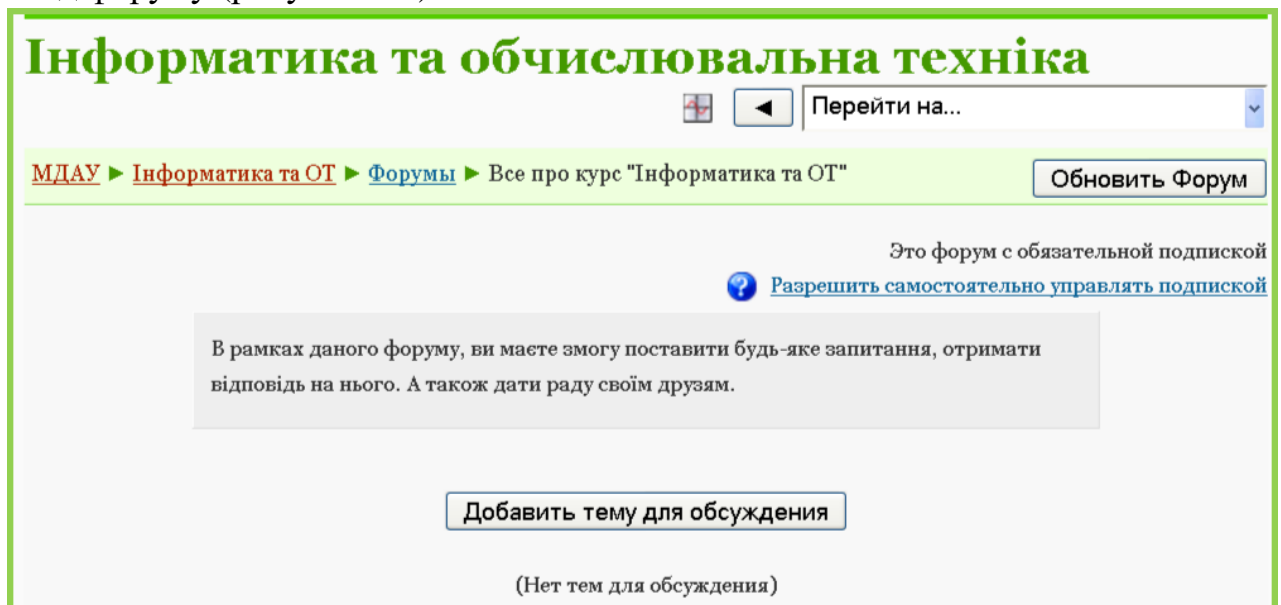 Інформатика та обчислювальна техніка
Перейти на...
МДАУ ► Інформатика та ОТ ► Форумы ► Все про курс "Інформатика та ОТ"
Обновить Форум
Это форум с обязательной подпиской
Разрешить самостоятельно управлять подпиской
В рамках даного форуму, ви маєте змогу поставити будь-яке запитання, отримати
відповідь на нього. А також дати раду своїм друзям.
Добавить тему для обсуждения
(Нет тем для обсуждения)